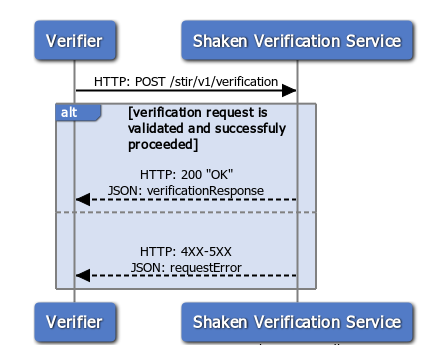 Verifier
Shaken Verification Service
HTTP: POST /stir/v1/verification
alt
[verification request is
validated and successfuly
proceeded]
HTTP: 200 "OK"
JSON: verificationResponse
HTTP: 4XX-5XX
JSON: requestError
Verifier
Shaken Verification Service